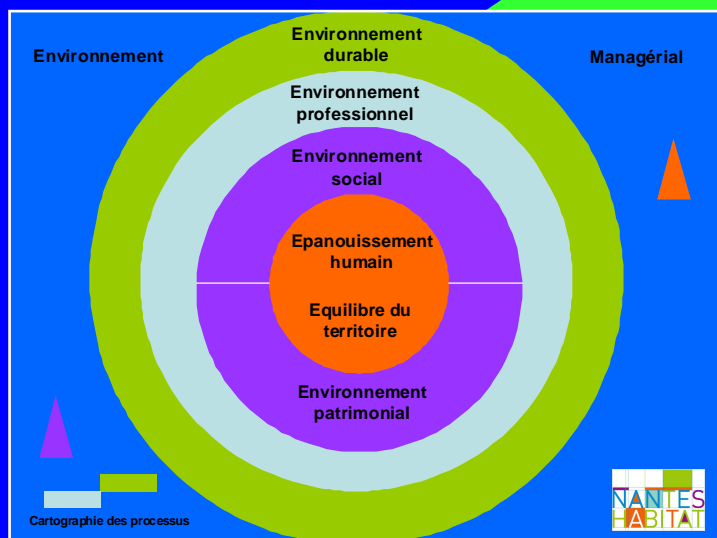 Environnement
Environnement
durable
Managérial
Environnement
professionnel
Environnement
social
Epanouissement
humain
Equilibre du
territoire
Environnement
patrimonial
Cartographie des processus
NANTES
HABITAT